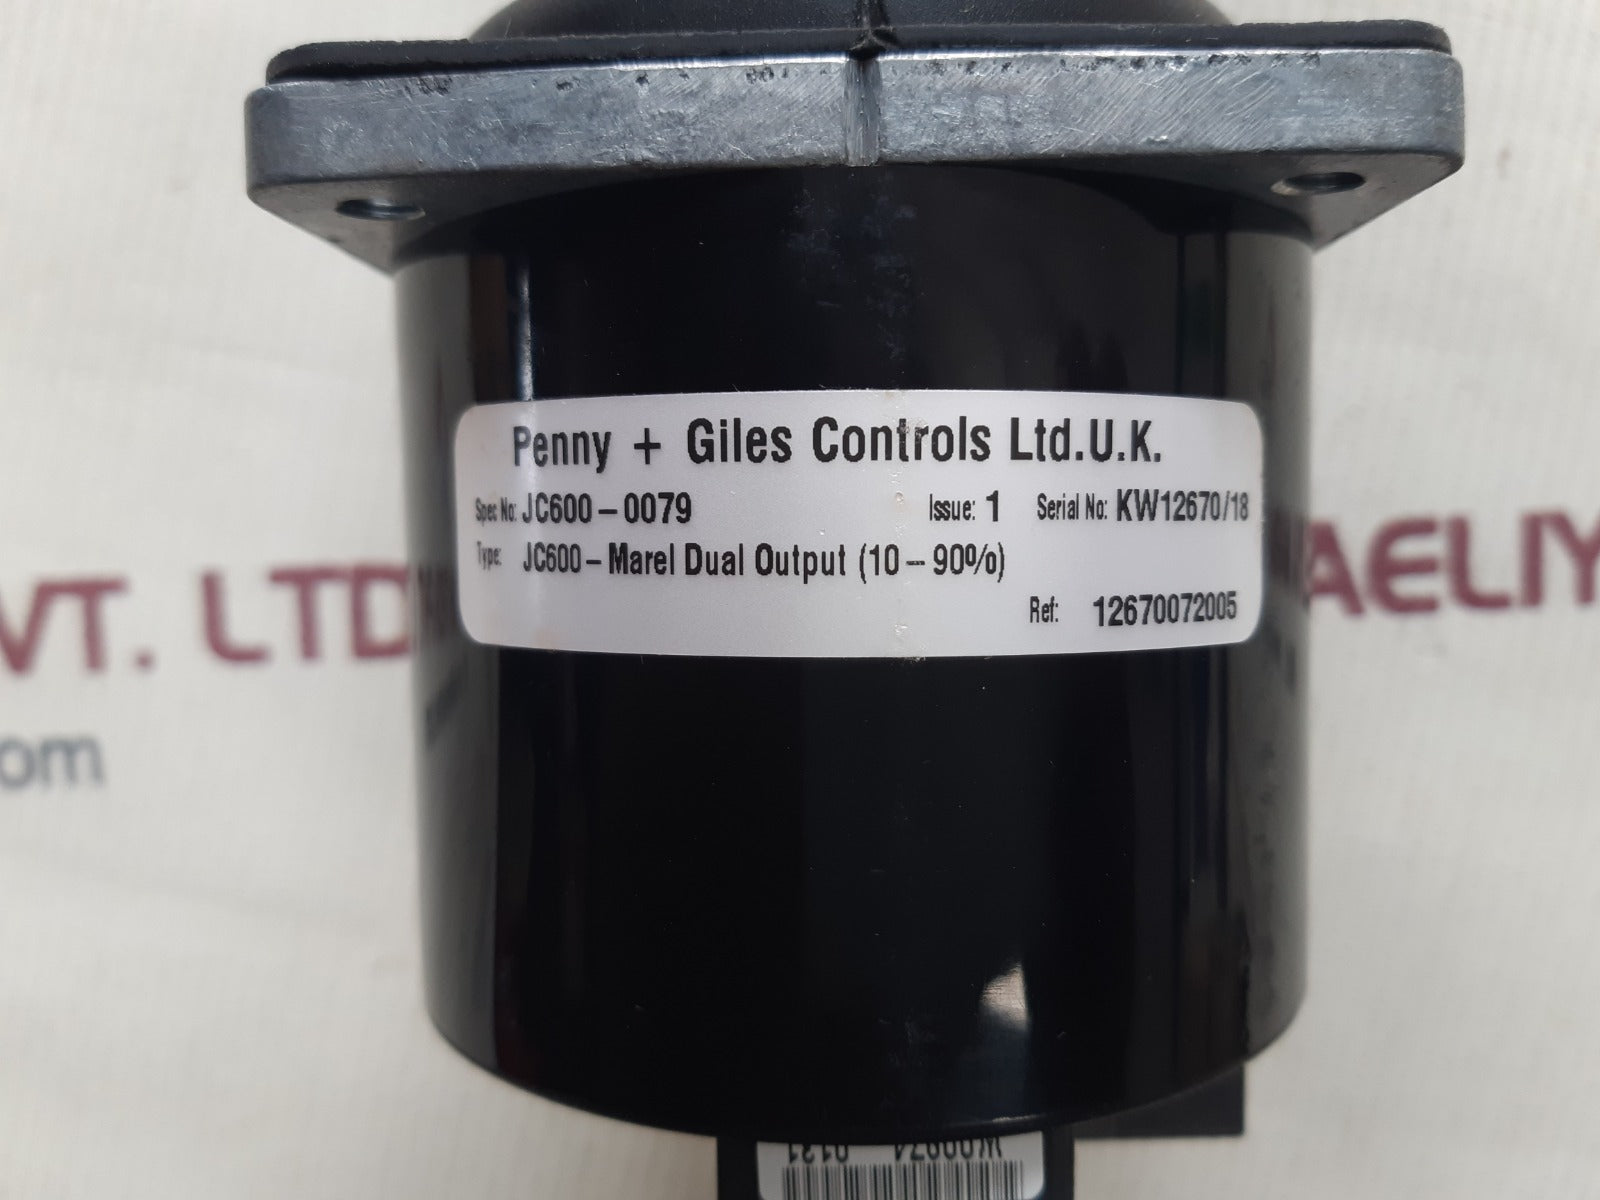 Penny + Giles Controls Ltd.U.K.
Spec No: JC600-0079 Issue: 1 Serial No: KW12670/18
Type: JC600-Marel Dual Output (10-90%)
Ref: 12670072005
VT. LTD
AELIY
om